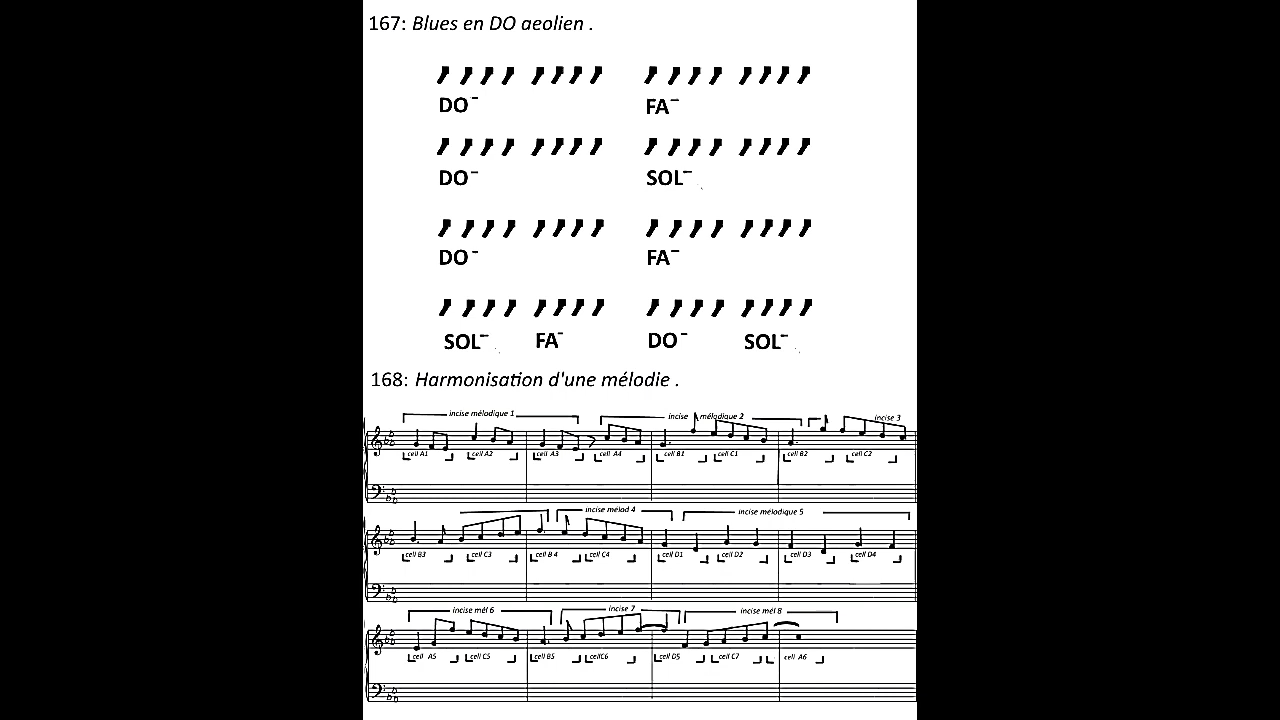 167: Blues en DO aeolien .
DO- FA-
DO- SOL-
DO- FA-
SOL- FA- DO- SOL-
168: Harmonisation d'une mélodie .
incise mélodique 1 incise mélodique 2 incise 3
cell A1 cell A2 cell A3 cell A4 cell B1 cell C1 cell B2 cell C2
incise mélod 4 incise mélodique 5
cell B3 cell C3 cell B 4 cell C4 cell D1 cell D2 cell D3 cell D4
incise mél 6 incise 7 incise mél 8
cell A5 cell C5 cell B5 cellC6 cell D5 cell C7 cell A6